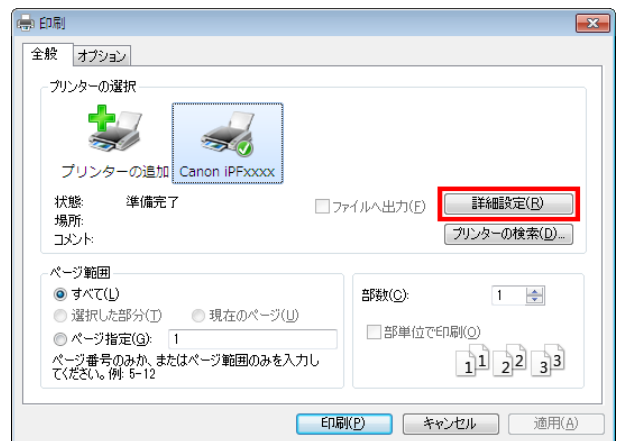 印刷
全般 オプション
プリンターの選択
プリンターの追加 Canon iPFxxxx
状態: 準備完了
ファイルへ出力(F) 詳細設定(R)
場所:
コメント: プリンターの検索(D)...
ページ範囲
すべて(L)
選択した部分(T) 現在のページ(U)
ページ指定(G): 1
ページ番号のみか、またはページ範囲のみを入力し
てください。例: 5-12
部数(C): 1
部単位で印刷(O)
1 1 2 2 3 3
印刷(P) キャンセル 適用(A)